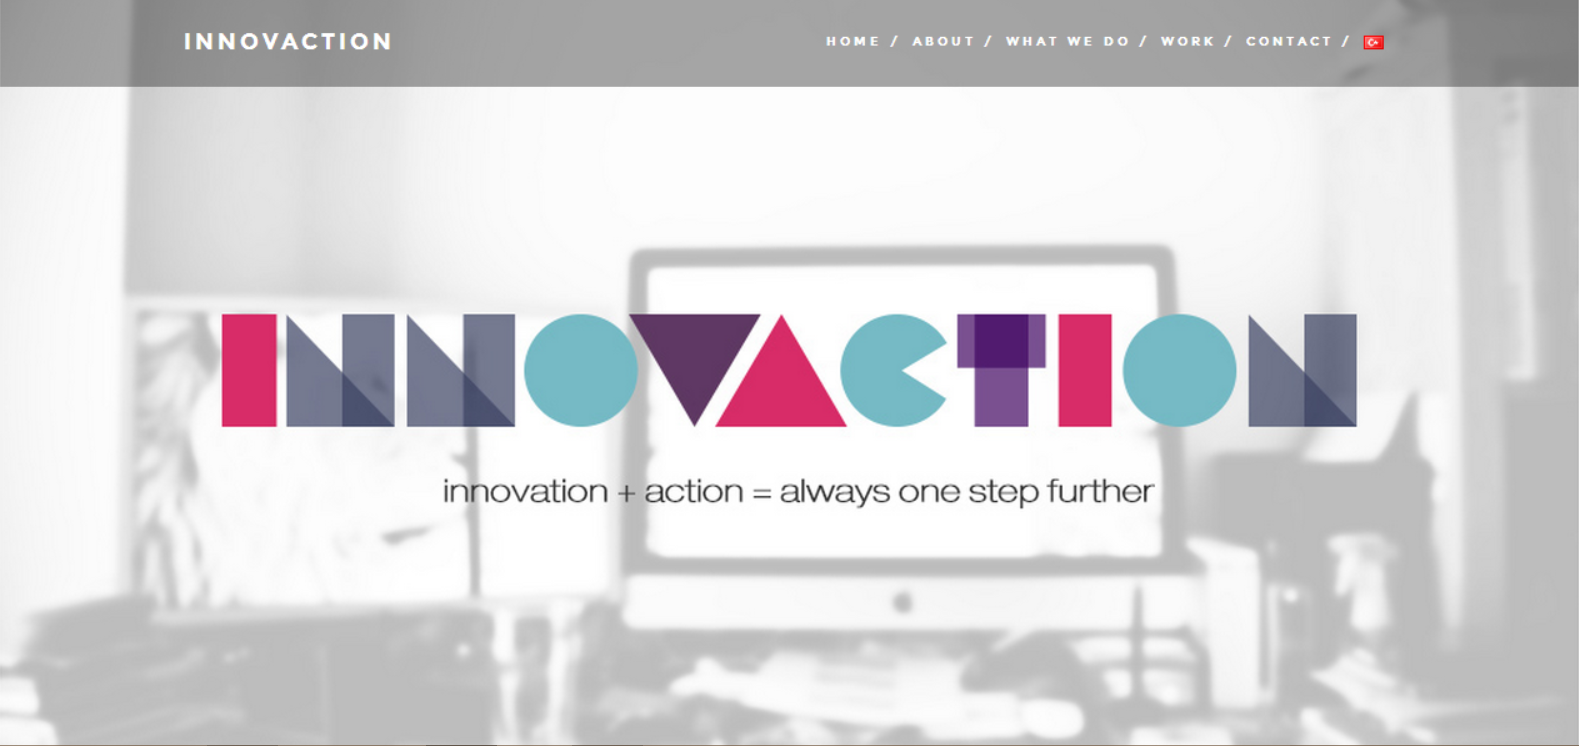 INNOVACTION
HOME / ABOUT / WHAT WE DO / WORK / CONTACT /
INNOVACTION
innovation + action = always one step further